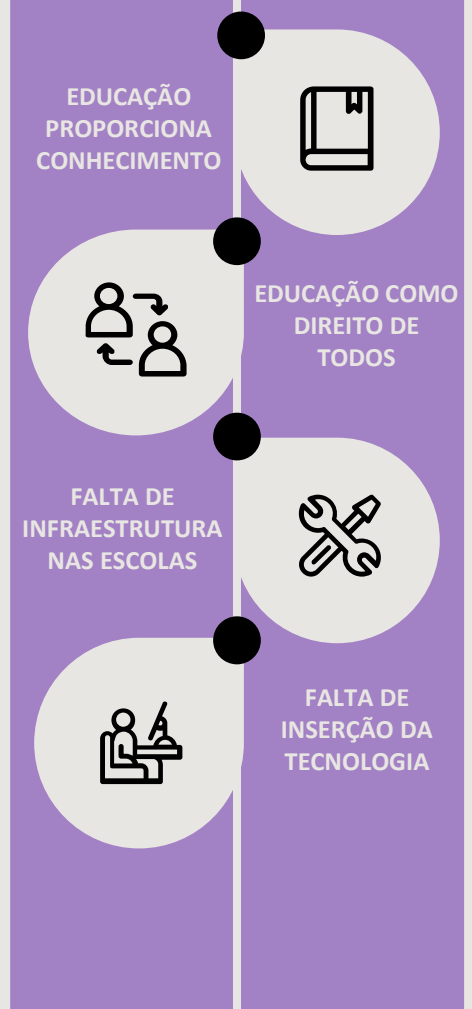 EDUCAÇÃO
PROPORCIONA
CONHECIMENTO
EDUCAÇÃO COMO
DIREITO DE
TODOS
FALTA DE
INFRAESTRUTURA
NAS ESCOLAS
FALTA DE
INSERÇÃO DA
TECNOLOGIA